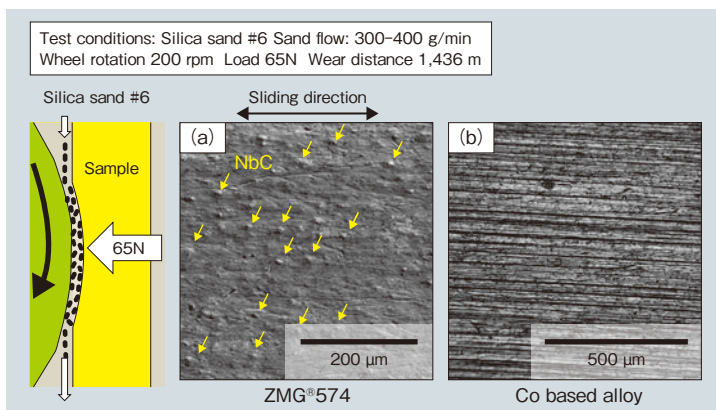 Test conditions: Silica sand #6 Sand flow: 300-400 g/min
Wheel rotation 200 rpm Load 65N Wear distance 1,436 m
Silica sand #6
Sliding direction
Sample
65N
(a)
NbC
200 μm
ZMG®574
(b)
500 μm
Co based alloy